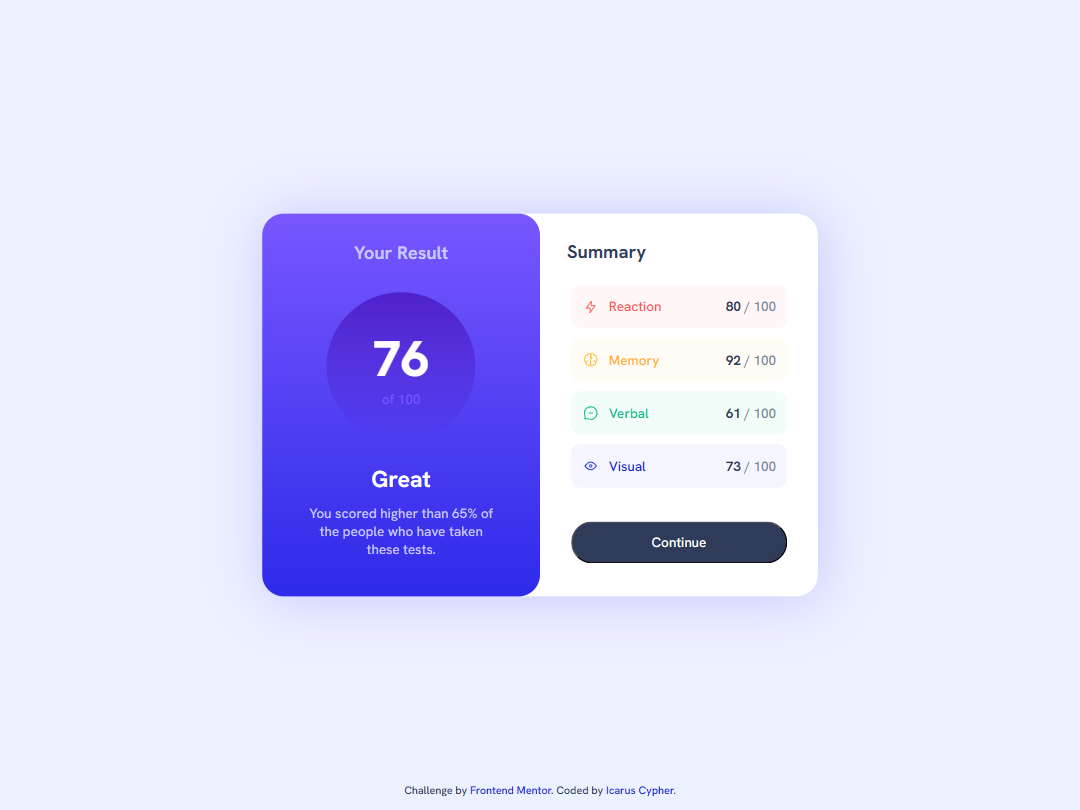 Your Result
76
of 100
Great
You scored higher than 65% of
the people who have taken
these tests.
Summary
Reaction 80 / 100
Memory 92 / 100
Verbal 61 / 100
Visual 73 / 100
Continue
Challenge by Frontend Mentor. Coded by Icarus Cypher.